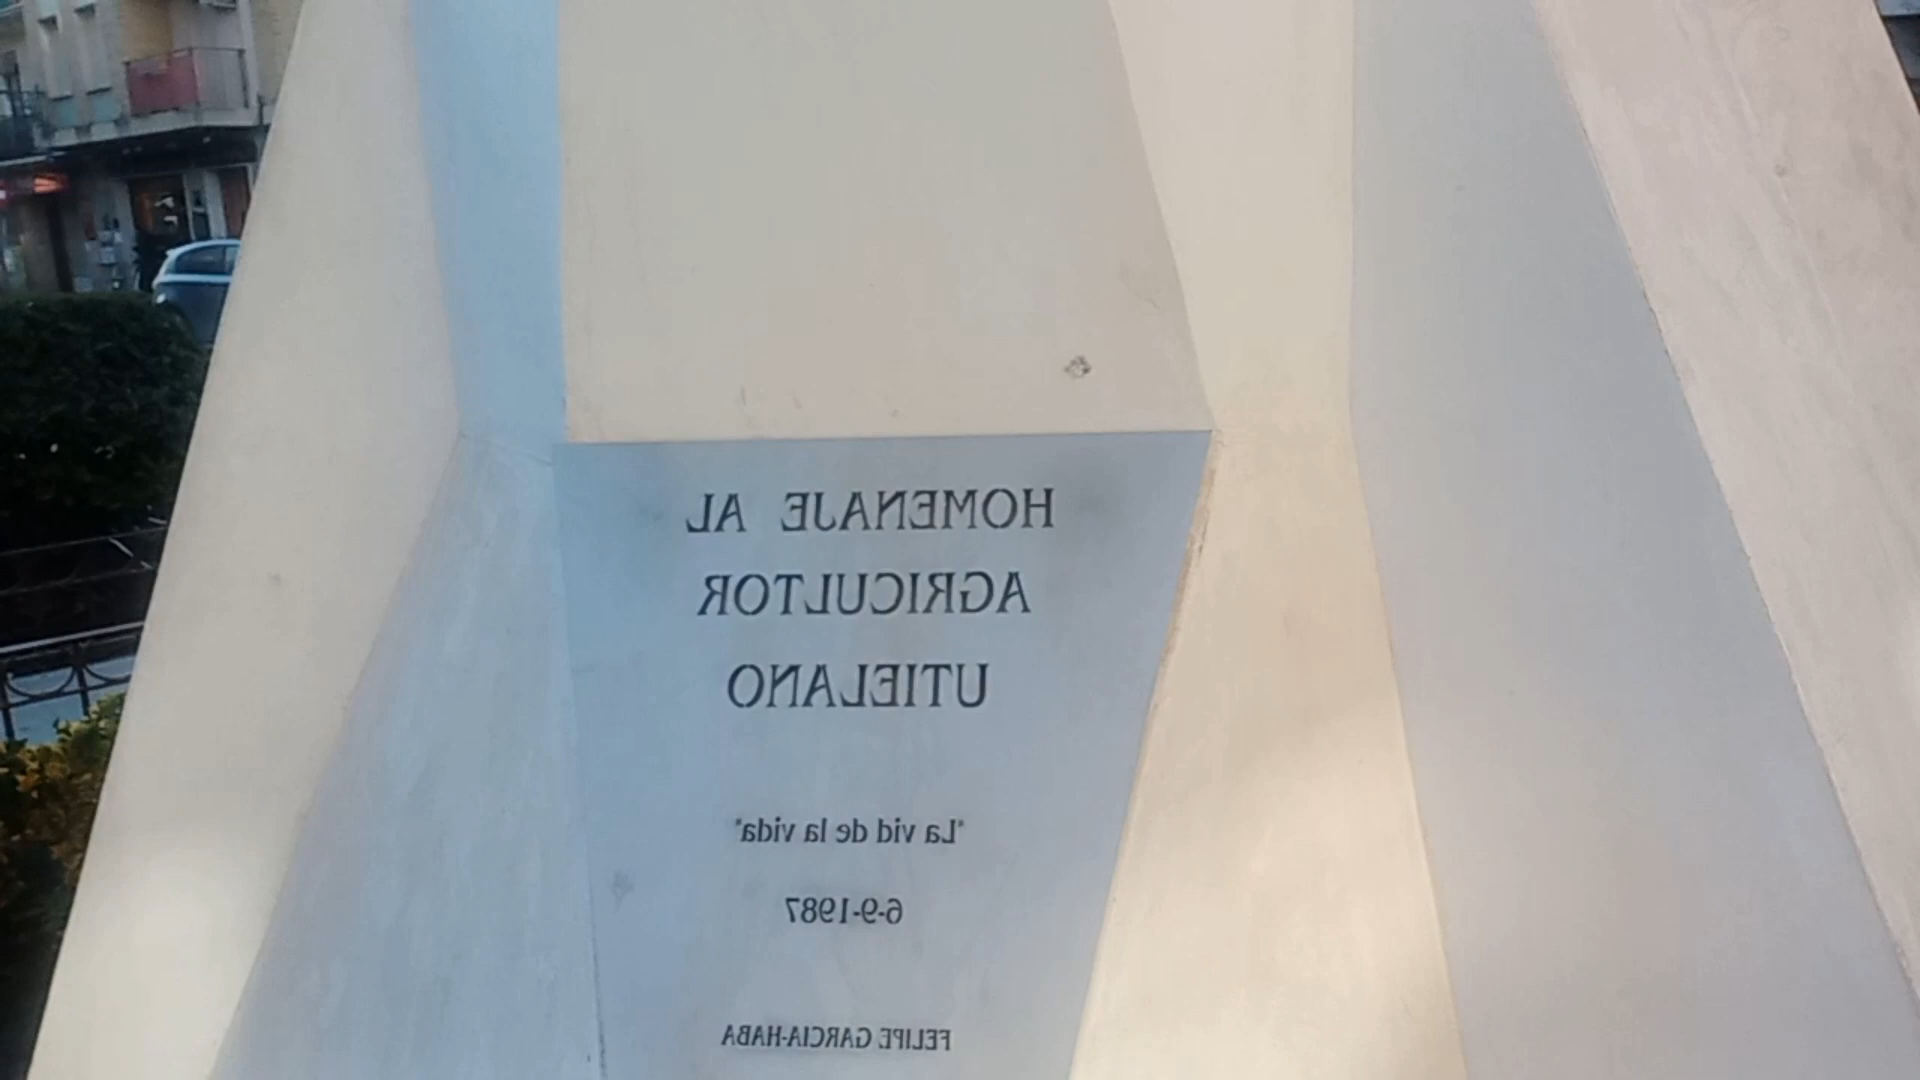 HOMENAJE AL
AGRICULTOR
UTIELANO
"La vid de la vida"
6-9-1987
FELIPE GARCIA-HABA